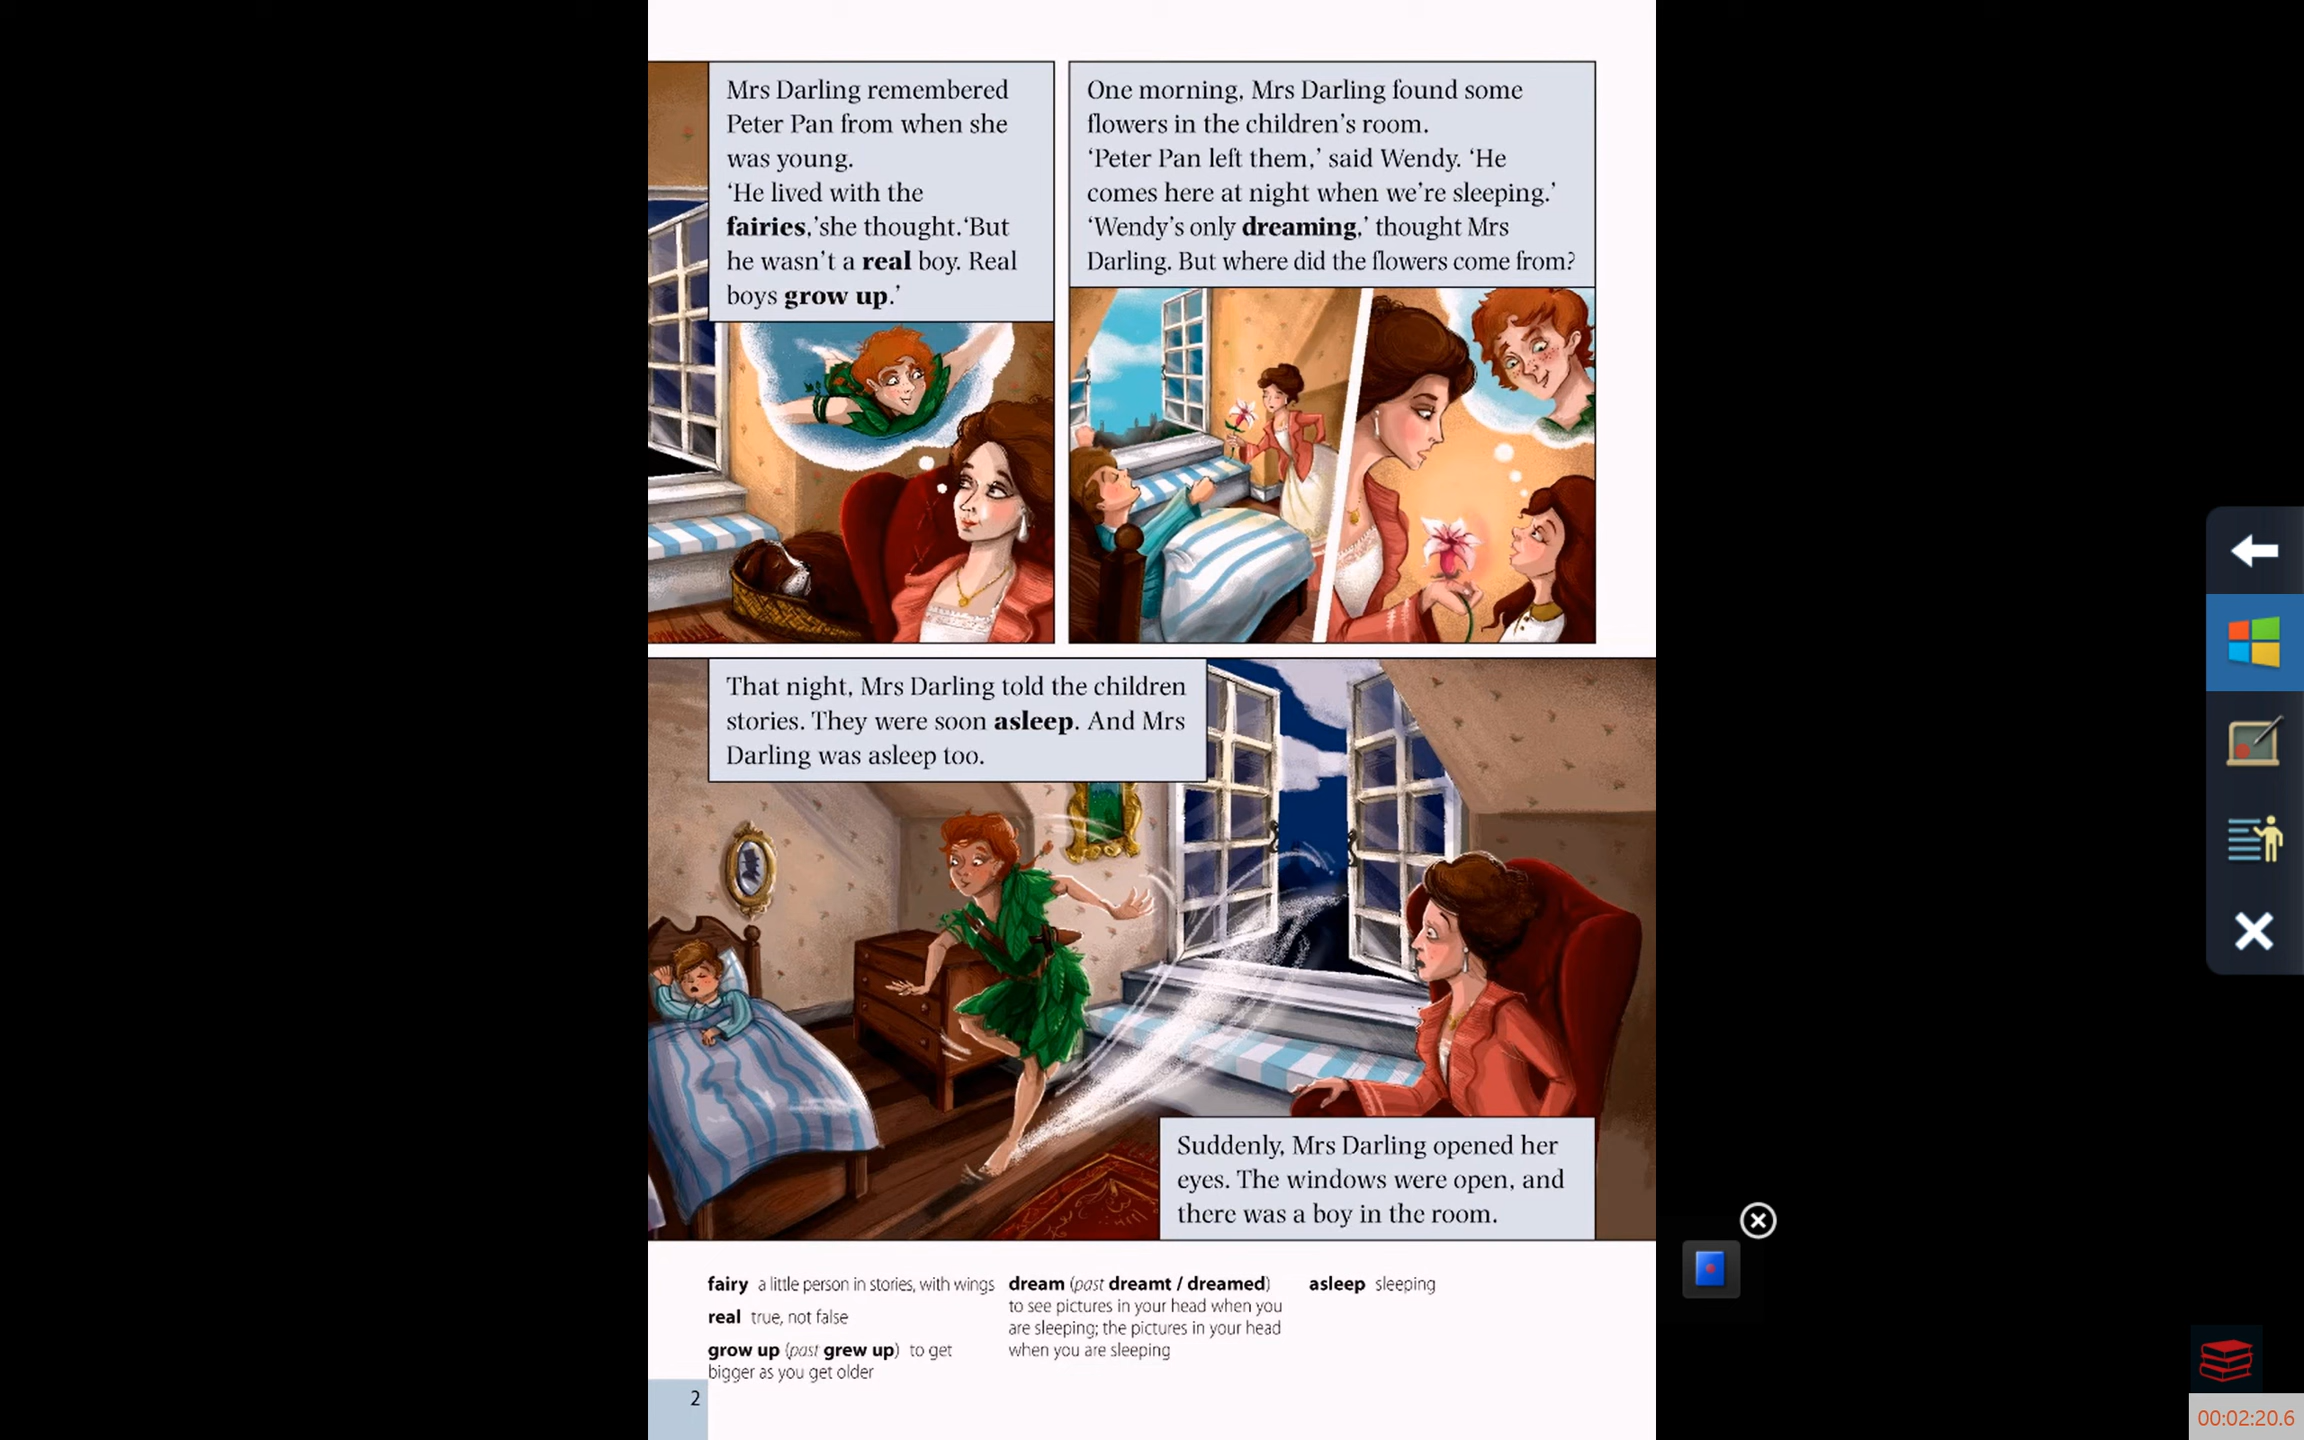 Mrs Darling remembered
Peter Pan from when she
was young.
‘He lived with the
fairies,’she thought.‘But
he wasn’t a real boy. Real
boys grow up.’
One morning, Mrs Darling found some
flowers in the children’s room.
‘Peter Pan left them,’ said Wendy. ‘He
comes here at night when we’re sleeping.’
‘Wendy’s only dreaming,’ thought Mrs
Darling. But where did the flowers come from?
That night, Mrs Darling told the children
stories. They were soon asleep. And Mrs
Darling was asleep too.
Suddenly, Mrs Darling opened her
eyes. The windows were open, and
there was a boy in the room.
fairy a little person in stories, with wings
real true, not false
grow up (past grew up) to get
bigger as you get older
dream (past dreamt / dreamed)
to see pictures in your head when you
are sleeping; the pictures in your head
when you are sleeping
asleep sleeping
2
00:02:20.6